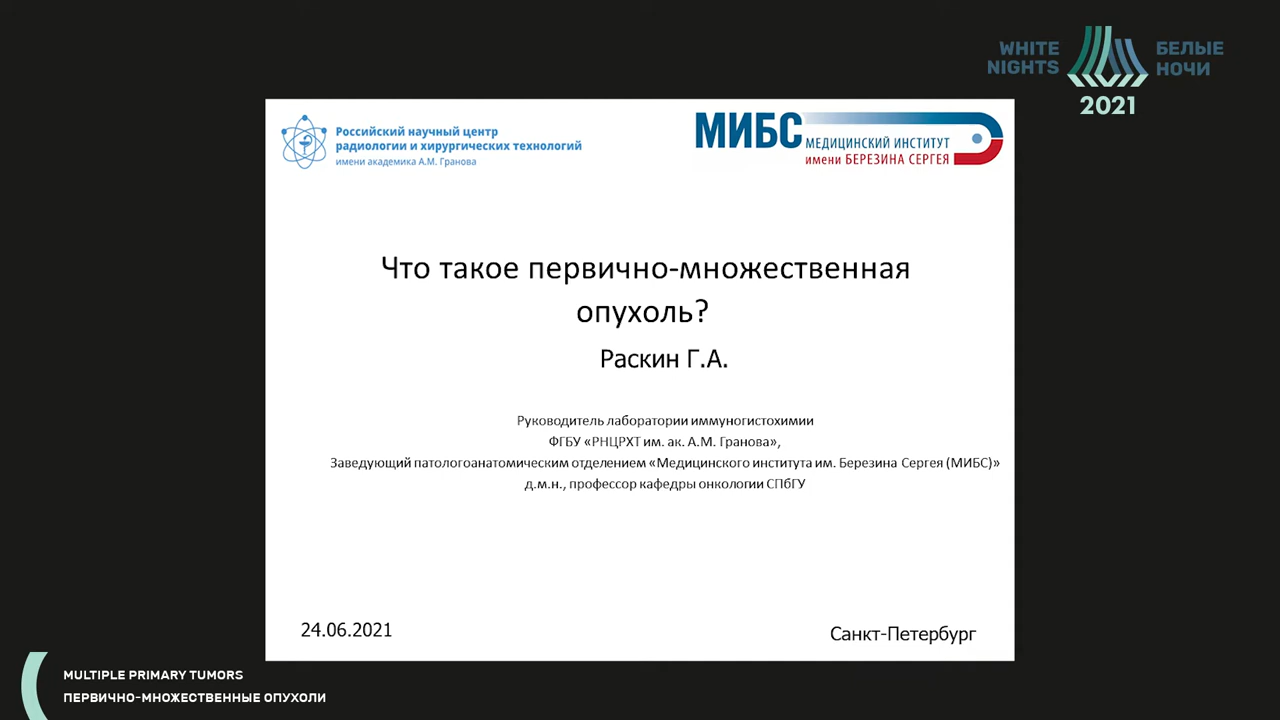 WHITE
NIGHTS
БЕЛЫЕ
НОЧИ
2021
Российский научный центр
радиологии и хирургических технологий
имени академика А.М. Гранова
МИБС
МЕДИЦИНСКИЙ ИНСТИТУТ
имени БЕРЕЗИНА СЕРГЕЯ
Что такое первично-множественная
опухоль?
Раскин Г.А.
Руководитель лаборатории иммуногистохимии
ФГБУ «РНЦРХТ им. ак. А.М. Гранова»,
Заведующий патологоанатомическим отделением «Медицинского института им. Березина Сергея (МИБС)»
д.м.н., профессор кафедры онкологии СПбГУ
24.06.2021
Санкт-Петербург
MULTIPLE PRIMARY TUMORS
ПЕРВИЧНО-МНОЖЕСТВЕННЫЕ ОПУХОЛИ